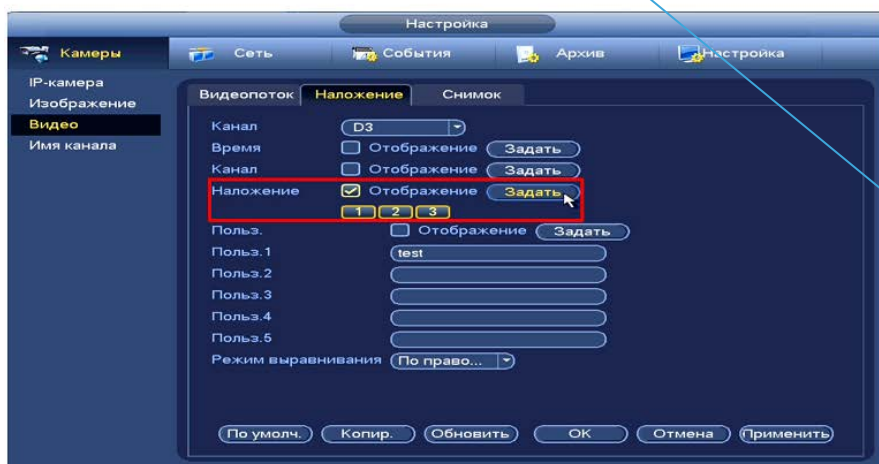 Настройка
Камеры Сеть События Архив Настройка
IP-камера
Изображение
Видео
Имя канала
Видеопоток Наложение Снимок
Канал D3
Время Отображение Задать
Канал Отображение Задать
Наложение Отображение Задать
1 2 3
Польз. Отображение Задать
Польз.1 test
Польз.2
Польз.3
Польз.4
Польз.5
Режим выравнивания По право...
По умолч. Копир. Обновить OK Отмена Применить